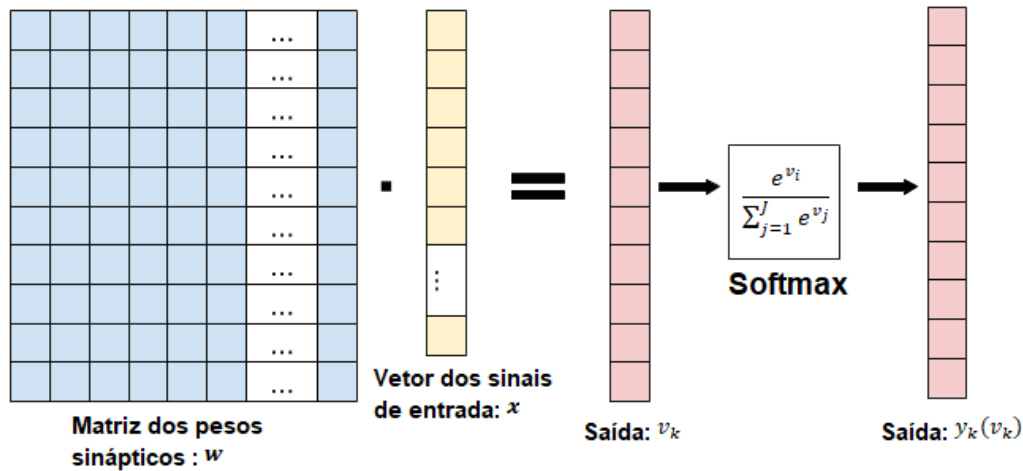 ...
...
...
...
...
...
...
...
...
...
⋮
.
=
e^{v_i}
∑_{j=1}^{J} e^{v_j}
Softmax
Matriz dos pesos
sinápticos : w
Vetor dos sinais
de entrada: x
Saída: v_k
Saída: y_k(v_k)